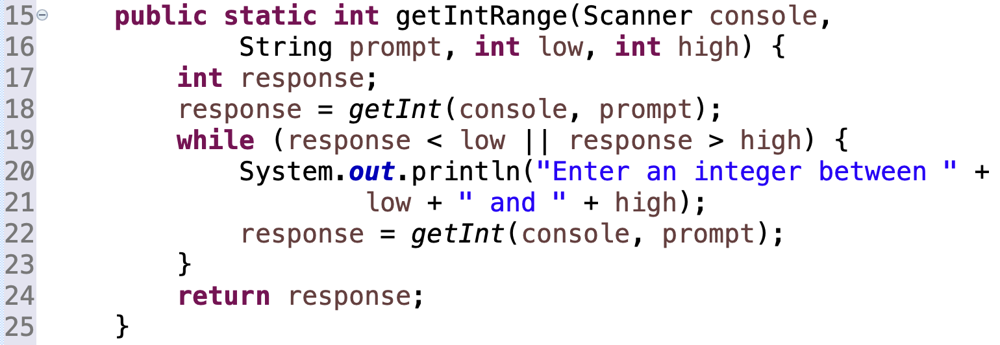 15 public static int getIntRange(Scanner console,
16 String prompt, int low, int high) {
17 int response;
18 response = getInt(console, prompt);
19 while (response < low || response > high) {
20 System.out.println("Enter an integer between " +
21 low + " and " + high);
22 response = getInt(console, prompt);
23 }
24 return response;
25 }